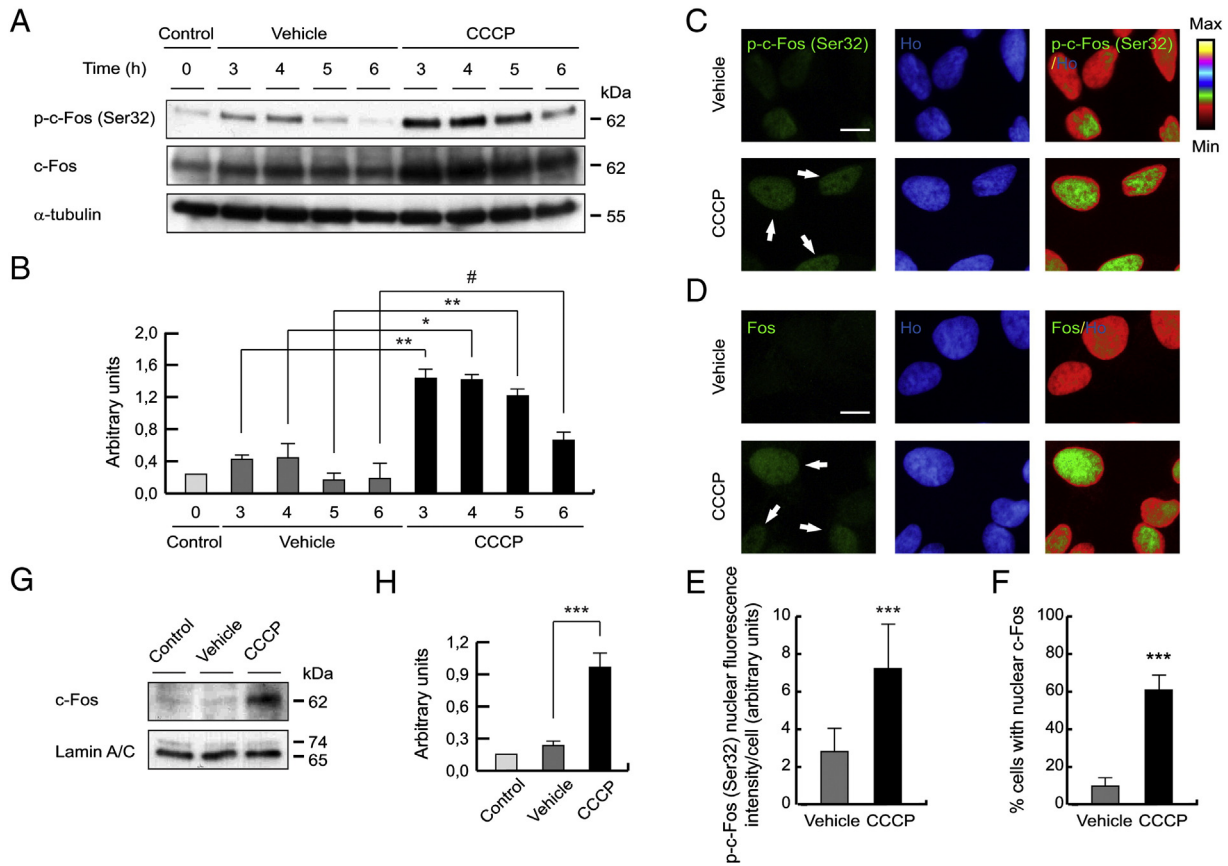 A
Control Vehicle CCCP
Time (h) 0 3 4 5 6 3 4 5 6
kDa
p-c-Fos (Ser32) 62
c-Fos 62
α-tubulin 55
B
#
**
*
**
Arbitrary units
2,0
1,6
1,2
0,8
0,4
0,0
0 3 4 5 6 3 4 5 6
Control Vehicle CCCP
C
p-c-Fos (Ser32) Ho p-c-Fos (Ser32)
/Ho
Max
Min
Vehicle
CCCP
D
Fos Ho Fos/Ho
Vehicle
CCCP
G
Control Vehicle CCCP
kDa
c-Fos 62
Lamin A/C 74
65
H
***
Arbitrary units
1,2
0,9
0,6
0,3
0,0
Control Vehicle CCCP
E
p-c-Fos (Ser32) nuclear fluorescence
intensity/cell (arbitrary units)
***
10
8
6
4
2
0
Vehicle CCCP
F
% cells with nuclear c-Fos
***
100
80
60
40
20
0
Vehicle CCCP